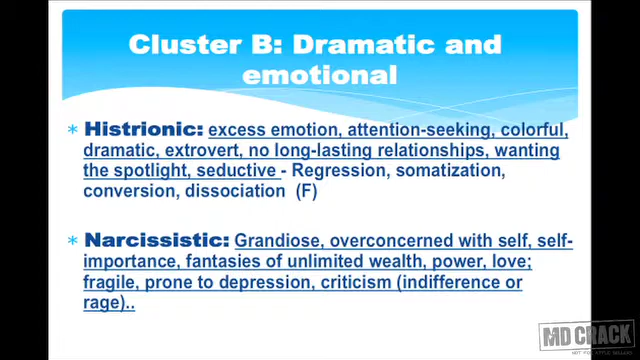 Cluster B: Dramatic and
emotional
* Histrionic: excess emotion, attention-seeking, colorful,
dramatic, extrovert, no long-lasting relationships, wanting
the spotlight, seductive - Regression, somatization,
conversion, dissociation (F)
* Narcissistic: Grandiose, overconcerned with self, self-
importance, fantasies of unlimited wealth, power, love;
fragile, prone to depression, criticism (indifference or
rage)..
MD CRACK